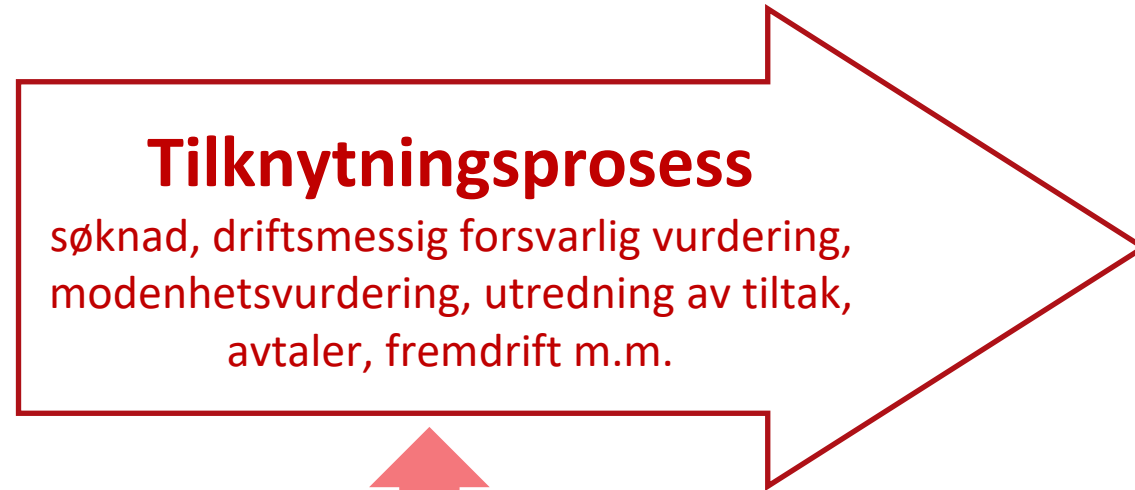 Tilknytningsprosess
søknad, driftsmessig forsvarlig vurdering,
modenhetsvurdering, utredning av tiltak,
avtaler, fremdrift m.m.